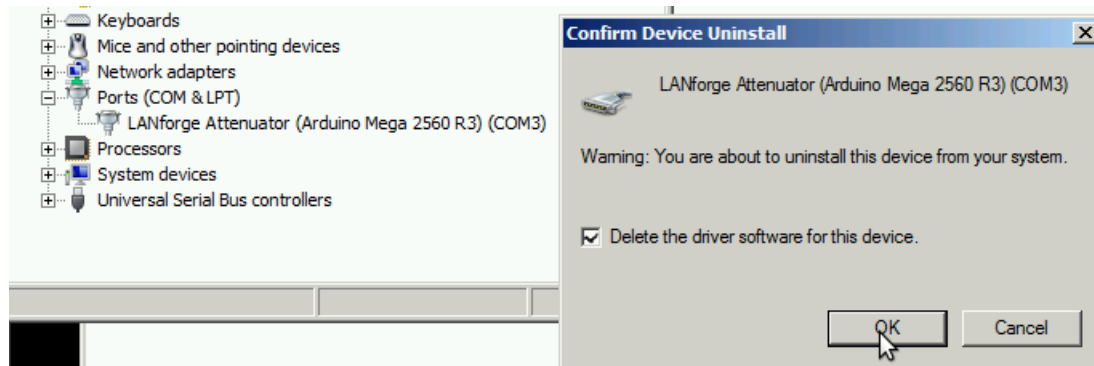 Keyboards
Mice and other pointing devices
Network adapters
Ports (COM & LPT)
LANforge Attenuator (Arduino Mega 2560 R3) (COM3)
Processors
System devices
Universal Serial Bus controllers
Confirm Device Uninstall
LANforge Attenuator (Arduino Mega 2560 R3) (COM3)
Warning: You are about to uninstall this device from your system.
Delete the driver software for this device.
OK
Cancel